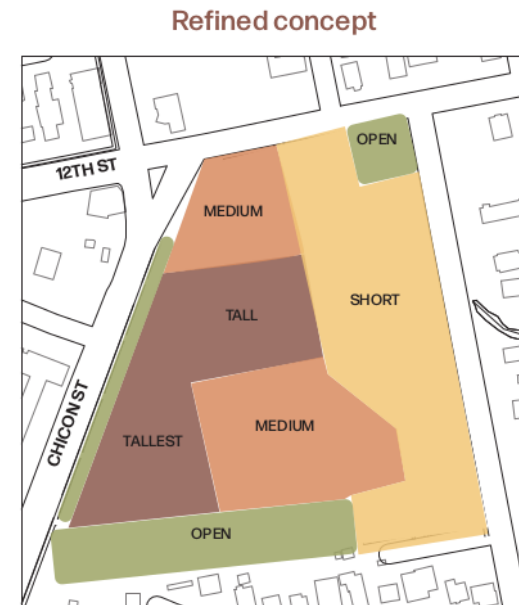 Refined concept
OPEN
12TH ST
MEDIUM
SHORT
TALL
CHICON ST
MEDIUM
TALLEST
OPEN